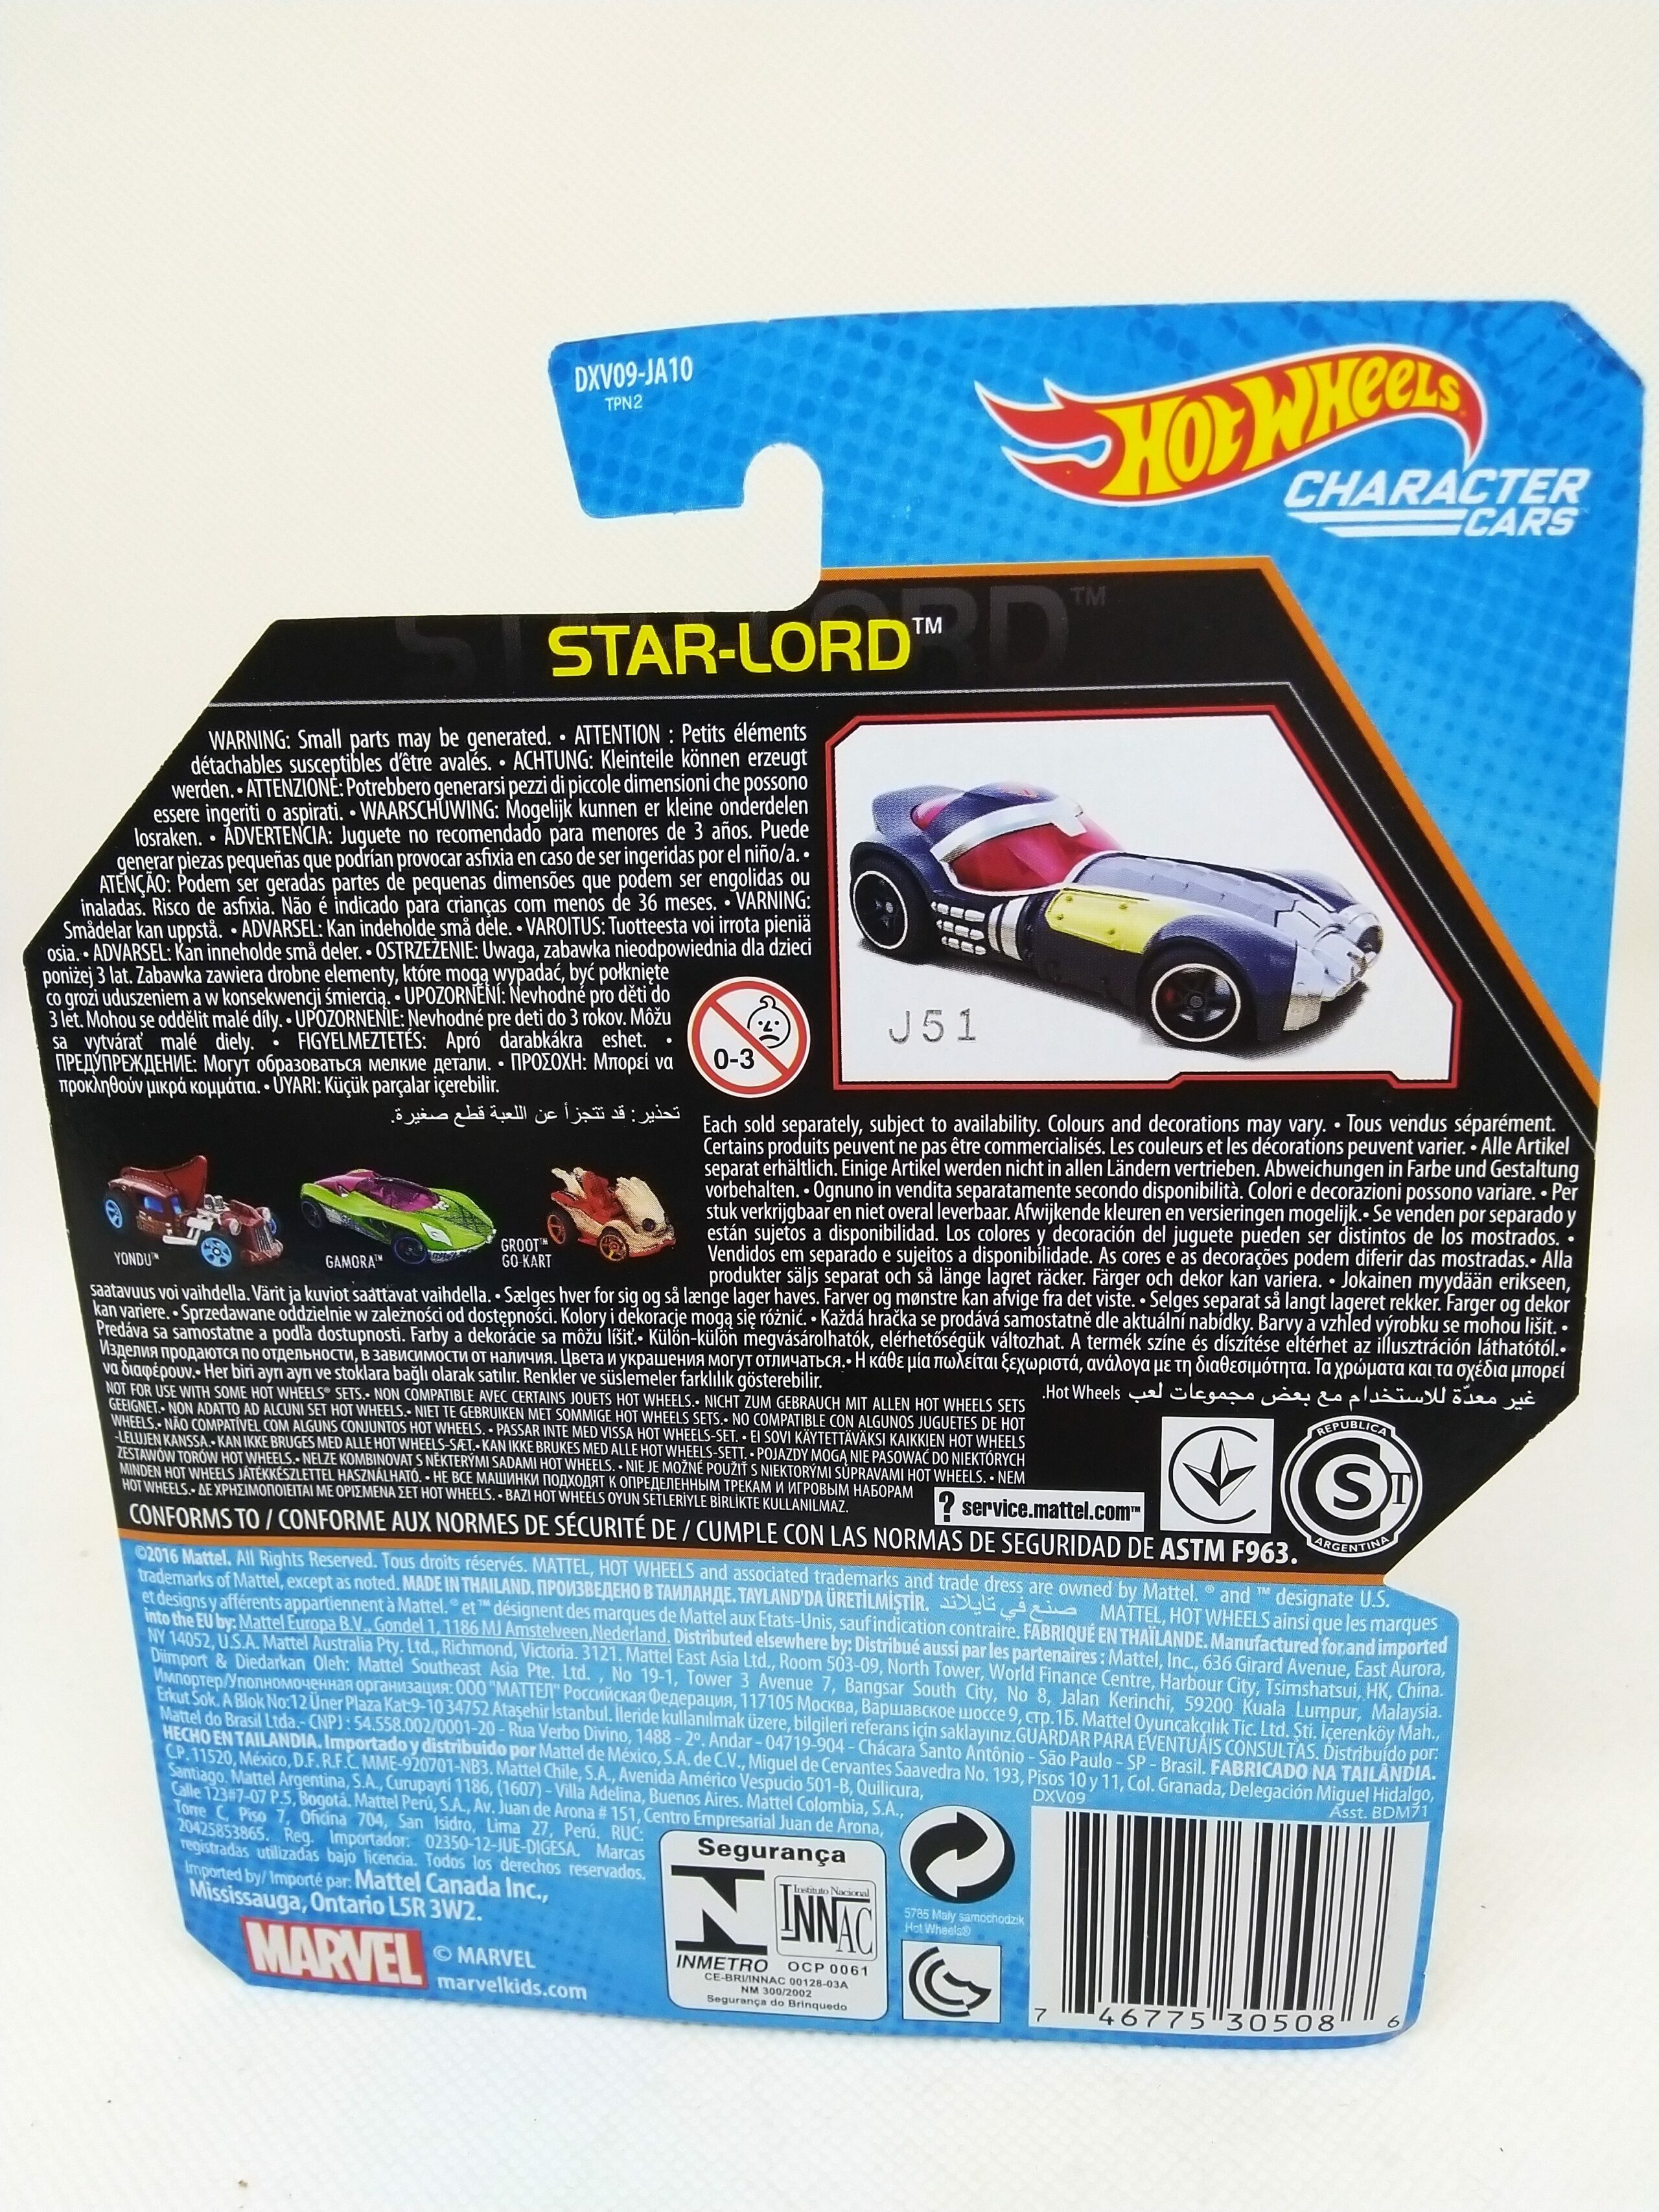 DXV09-JA10
TPN2
HOT WHEELS
CHARACTER
CARS
STAR-LORD™
WARNING: Small parts may be generated. • ATTENTION : Petits éléments
détachables susceptibles d'être avalés. • ACHTUNG: Kleinteile können erzeugt
werden. • ATTENZIONE: Potrebbero generarsi pezzi di piccole dimensioni che possono
essere ingeriti o aspirati. • WAARSCHUWING: Mogelijk kunnen er kleine onderdelen
losraken. • ADVERTENCIA: Juguete no recomendado para menores de 3 años. Puede
generar piezas pequeñas que podrían provocar asfixia en caso de ser ingeridas por el niño/a. •
ATENÇÃO: Podem ser geradas partes de pequenas dimensões que podem ser engolidas ou
inaladas. Risco de asfixia. Não é indicado para crianças com menos de 36 meses. • VARNING:
Smådelar kan uppstå. • ADVARSEL: Kan indeholde små dele. • VAROITUS: Tuotteesta voi irrota pieniä
osia. • ADVARSEL: Kan inneholde små deler. • OSTRZEŻENIE: Uwaga, zabawka nieodpowiednia dla dzieci
poniżej 3 lat. Zabawka zawiera drobne elementy, które mogą wypadać, być połknięte
co grozi uduszeniem a w konsekwencji śmiercią. • UPOZORNĚNÍ: Nevhodné pro děti do
3 let. Mohou se oddělit malé díly. • UPOZORNENIE: Nevhodné pre deti do 3 rokov. Môžu
sa vytvárať malé diely. • FIGYELMEZTETÉS: Apró darabkákra eshet. •
ПРЕДУПРЕЖДЕНИЕ: Могут образоваться мелкие детали. • ΠΡΟΣΟΧΗ: Μπορεί να
προκληθούν μικρά κομμάτια. • UYARI: Küçük parçalar içerebilir.
تحذير: قد تتجزأ عن اللعبة قطع صغيرة.
0-3
J51
YONDU™
GAMORA™
GROOT™
GO-KART
Each sold separately, subject to availability. Colours and decorations may vary. • Tous vendus séparément.
Certains produits peuvent ne pas être commercialisés. Les couleurs et les décorations peuvent varier. • Alle Artikel
separat erhältlich. Einige Artikel werden nicht in allen Ländern vertrieben. Abweichungen in Farbe und Gestaltung
vorbehalten. • Ognuno in vendita separatamente secondo disponibilità. Colori e decorazioni possono variare. • Per
stuk verkrijgbaar en niet overal leverbaar. Afwijkende kleuren en versieringen mogelijk. • Se venden por separado y
están sujetos a disponibilidad. Los colores y decoración del juguete pueden ser distintos de los mostrados. •
Vendidos em separado e sujeitos a disponibilidade. As cores e as decorações podem diferir das mostradas. • Alla
produkter säljs separat och så länge lagret räcker. Färger och dekor kan variera. • Jokainen myydään erikseen,
saatavuus voi vaihdella. Värit ja kuviot saattavat vaihdella. • Sælges hver for sig og så længe lager haves. Farver og mønstre kan afvige fra det viste. • Selges separat så langt lageret rekker. Farger og dekor
kan variere. • Sprzedawane oddzielnie w zależności od dostępności. Kolory i dekoracje mogą się różnić. • Každá hračka se prodává samostatně dle aktuální nabídky. Barvy a vzhled výrobku se mohou lišit. •
Predáva sa samostatne a podľa dostupnosti. Farby a dekorácie sa môžu líšiť. • Külön-külön megvásárolhatók, elérhetőségük változhat. A termék színe és díszítése eltérhet az illusztráción láthatótól. •
Изделия продаются по отдельности, в зависимости от наличия. Цвета и украшения могут отличаться. • Η κάθε μία πωλείται ξεχωριστά, ανάλογα με τη διαθεσιμότητα. Τα χρώματα και τα σχέδια μπορεί
να διαφέρουν. • Her biri ayrı ayrı ve stoklara bağlı olarak satılır. Renkler ve süslemeler farklılık gösterebilir.
غير معدّة للاستخدام مع بعض مجموعات لعب Hot Wheels.
NOT FOR USE WITH SOME HOT WHEELS® SETS. • NON COMPATIBLE AVEC CERTAINS JOUETS HOT WHEELS. • NICHT ZUM GEBRAUCH MIT ALLEN HOT WHEELS SETS
GEEIGNET. • NON ADATTO AD ALCUNI SET HOT WHEELS. • NIET TE GEBRUIKEN MET SOMMIGE HOT WHEELS SETS. • NO COMPATIBLE CON ALGUNOS JUGUETES DE HOT
WHEELS. • NÃO COMPATÍVEL COM ALGUNS CONJUNTOS HOT WHEELS. • PASSAR INTE MED VISSA HOT WHEELS-SET. • EI SOVI KÄYTETTÄVÄKSI KAIKKIEN HOT WHEELS
-LELUJEN KANSSA. • KAN IKKE BRUGES MED ALLE HOT WHEELS-SÆT. • KAN IKKE BRUKES MED ALLE HOT WHEELS-SETT. • POJAZDY MOGĄ NIE PASOWAĆ DO NIEKTÓRYCH
ZESTAWÓW TORÓW HOT WHEELS. • NELZE KOMBINOVAT S NĚKTERÝMI SADAMI HOT WHEELS. • NIE JE MOŽNÉ POUŽIŤ S NIEKTORÝMI SÚPRAVAMI HOT WHEELS. • NEM
MINDEN HOT WHEELS JÁTÉKKÉSZLETTEL HASZNÁLHATÓ. • НЕ ВСЕ МАШИНКИ ПОДХОДЯТ К ОПРЕДЕЛЕННЫМ ТРЕКАМ И ИГРОВЫМ НАБОРАМ
HOT WHEELS. • ΔΕ ΧΡΗΣΙΜΟΠΟΙΕΙΤΑΙ ΜΕ ΟΡΙΣΜΕΝΑ ΣΕΤ HOT WHEELS. • BAZI HOT WHEELS OYUN SETLERİYLE BİRLİKTE KULLANILMAZ.
? service.mattel.com™
REPUBLICA
S T
ARGENTINA
CONFORMS TO / CONFORME AUX NORMES DE SÉCURITÉ DE / CUMPLE CON LAS NORMAS DE SEGURIDAD DE ASTM F963.
©2016 Mattel. All Rights Reserved. Tous droits réservés. MATTEL, HOT WHEELS and associated trademarks and trade dress are owned by Mattel. ® and ™ designate U.S.
trademarks of Mattel, except as noted. MADE IN THAILAND. ПРОИЗВЕДЕНО В ТАИЛАНДЕ. TAYLAND'DA ÜRETİLMİŞTİR. صنع في تايلاند MATTEL, HOT WHEELS ainsi que les marques
et designs y afférents appartiennent à Mattel. ® et ™ désignent des marques de Mattel aux Etats-Unis, sauf indication contraire. FABRIQUÉ EN THAÏLANDE. Manufactured for and imported
into the EU by: Mattel Europa B.V., Gondel 1, 1186 MJ Amstelveen, Nederland. Distributed elsewhere by: Distribué aussi par les partenaires : Mattel, Inc., 636 Girard Avenue, East Aurora,
NY 14052, U.S.A. Mattel Australia Pty. Ltd., Richmond, Victoria. 3121. Mattel East Asia Ltd., Room 503-09, North Tower, World Finance Centre, Harbour City, Tsimshatsui, HK, China.
Diimport & Diedarkan Oleh: Mattel Southeast Asia Pte. Ltd. , No 19-1, Tower 3 Avenue 7, Bangsar South City, No 8, Jalan Kerinchi, 59200 Kuala Lumpur, Malaysia.
Импортер/Уполномоченная организация: ООО "МАТТЕЛ" Российская Федерация, 117105 Москва, Варшавское шоссе 9, стр.1Б. Mattel Oyuncakçılık Tic. Ltd. Şti. İçerenköy Mah.,
Erkut Sok. A Blok No:12 Üner Plaza Kat:9-10 34752 Ataşehir İstanbul. İleride kullanılmak üzere, bilgileri referans için saklayınız. GUARDAR PARA EVENTUAIS CONSULTAS. Distribuído por:
Mattel do Brasil Ltda.- CNPJ : 54.558.002/0001-20 - Rua Verbo Divino, 1488 - 2º. Andar - 04719-904 - Chácara Santo Antônio - São Paulo - SP - Brasil. FABRICADO NA TAILÂNDIA.
HECHO EN TAILANDIA. Importado y distribuido por Mattel de México, S.A. de C.V., Miguel de Cervantes Saavedra No. 193, Pisos 10 y 11, Col. Granada, Delegación Miguel Hidalgo,
C.P. 11520, México, D.F. R.F.C. MME-920701-NB3. Mattel Chile, S.A., Avenida Américo Vespucio 501-B, Quilicura,
Santiago. Mattel Argentina, S.A., Curupaytí 1186, (1607) - Villa Adelina, Buenos Aires. Mattel Colombia, S.A.,
Calle 123#7-07 P.5, Bogotá. Mattel Perú, S.A., Av. Juan de Arona # 151, Centro Empresarial Juan de Arona,
Torre C, Piso 7, Oficina 704, San Isidro, Lima 27, Perú. RUC:
20425853865. Reg. Importador: 02350-12-JUE-DIGESA. Marcas
registradas utilizadas bajo licencia. Todos los derechos reservados.
Imported by/ Importé par: Mattel Canada Inc.,
Mississauga, Ontario L5R 3W2.
MARVEL
© MARVEL
marvelkids.com
Segurança
Instituto Nacional
INNAC
INMETRO OCP 0061
CE-BRI/INNAC 00128-03A
NM 300/2002
Segurança do Brinquedo
5785 Mały samochodzik
Hot Wheels®
DXV09
Asst. BDM71
7 46775 30508 6